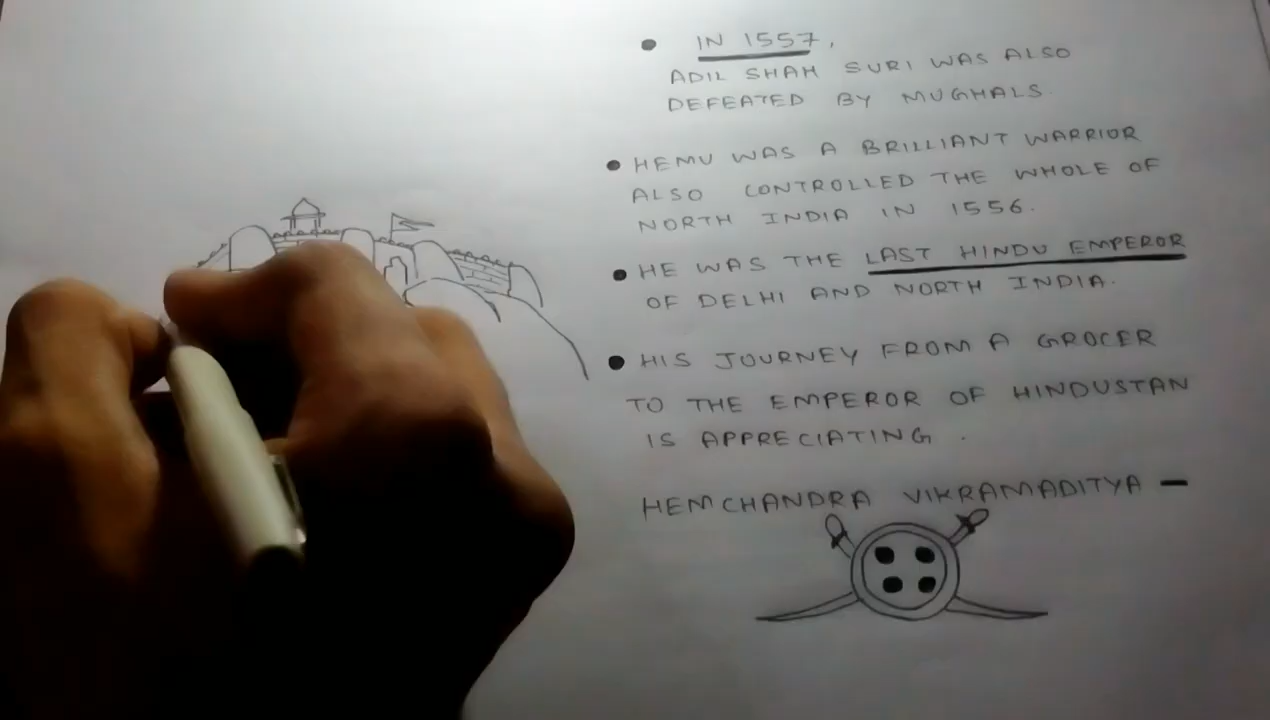 • IN 1557,
ADIL SHAH SURI WAS ALSO
DEFEATED BY MUGHALS.
• HEMU WAS A BRILLIANT WARRIOR
ALSO CONTROLLED THE WHOLE OF
NORTH INDIA IN 1556.
• HE WAS THE LAST HINDU EMPEROR
OF DELHI AND NORTH INDIA.
• HIS JOURNEY FROM A GROCER
TO THE EMPEROR OF HINDUSTAN
IS APPRECIATING.
HEMCHANDRA VIKRAMADITYA –